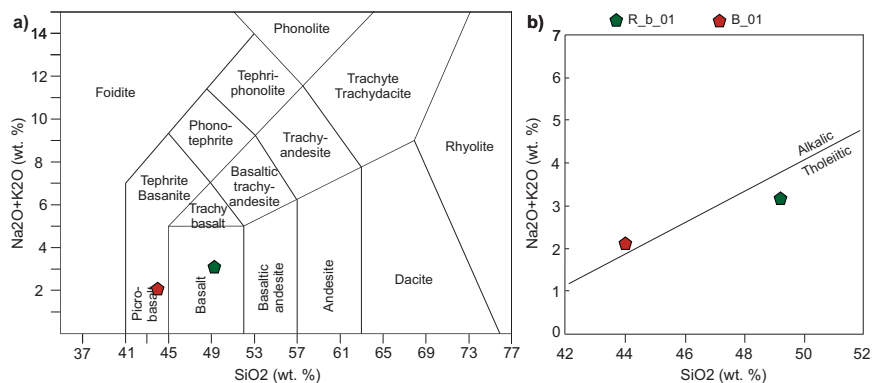 a)
Na2O+K2O (wt. %)
14
12
10
8
6
4
2
Phonolite
Foidite
Tephri-
phonolite
Trachyte
Trachydacite
Phono-
tephrite
Trachy-
andesite
Rhyolite
Tephrite
Basanite
Basaltic
trachy-
andesite
Trachy
basalt
Picro-
basalt
Basalt
Basaltic
andesite
Andesite
Dacite
37 41 45 49 53 57 61 65 69 73 77
SiO2 (wt. %)
b)
R_b_01 B_01
Na2O+K2O (wt. %)
7
6
5
4
3
2
1
0
Alkalic
Tholeiitic
42 44 46 48 50 52
SiO2 (wt. %)